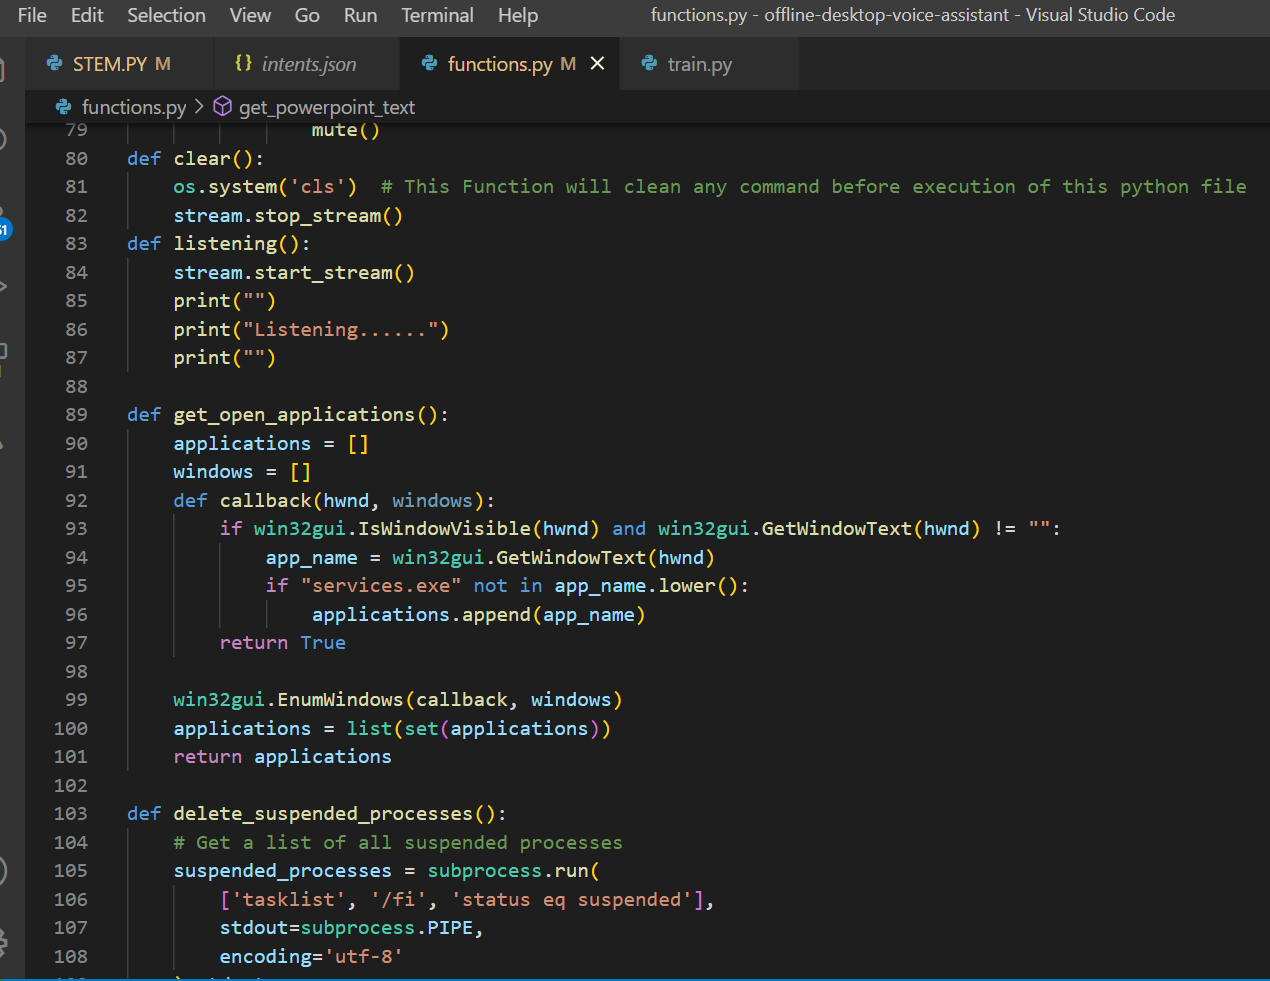 File Edit Selection View Go Run Terminal Help functions.py - offline-desktop-voice-assistant - Visual Studio Code
STEM.PY M {} intents.json functions.py M × train.py
functions.py > get_powerpoint_text
79 mute()
80 def clear():
81 os.system('cls') # This Function will clean any command before execution of this python file
82 stream.stop_stream()
83 def listening():
84 stream.start_stream()
85 print("")
86 print("Listening......")
87 print("")
88
89 def get_open_applications():
90 applications = []
91 windows = []
92 def callback(hwnd, windows):
93 if win32gui.IsWindowVisible(hwnd) and win32gui.GetWindowText(hwnd) != "":
94 app_name = win32gui.GetWindowText(hwnd)
95 if "services.exe" not in app_name.lower():
96 applications.append(app_name)
97 return True
98
99 win32gui.EnumWindows(callback, windows)
100 applications = list(set(applications))
101 return applications
102
103 def delete_suspended_processes():
104 # Get a list of all suspended processes
105 suspended_processes = subprocess.run(
106 ['tasklist', '/fi', 'status eq suspended'],
107 stdout=subprocess.PIPE,
108 encoding='utf-8'